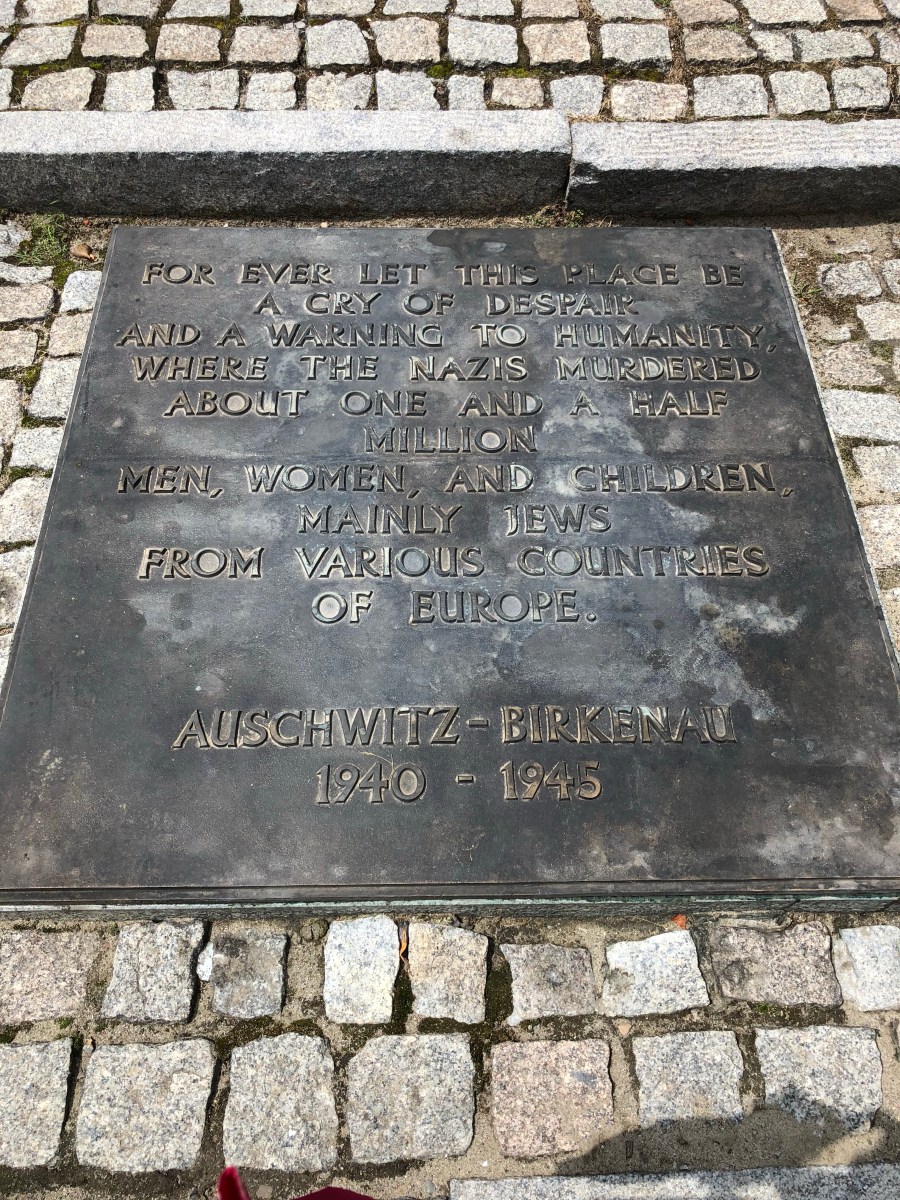 FOR EVER LET THIS PLACE BE
A CRY OF DESPAIR
AND A WARNING TO HUMANITY,
WHERE THE NAZIS MURDERED
ABOUT ONE AND A HALF
MILLION
MEN, WOMEN, AND CHILDREN,
MAINLY JEWS
FROM VARIOUS COUNTRIES
OF EUROPE.
AUSCHWITZ-BIRKENAU
1940 - 1945